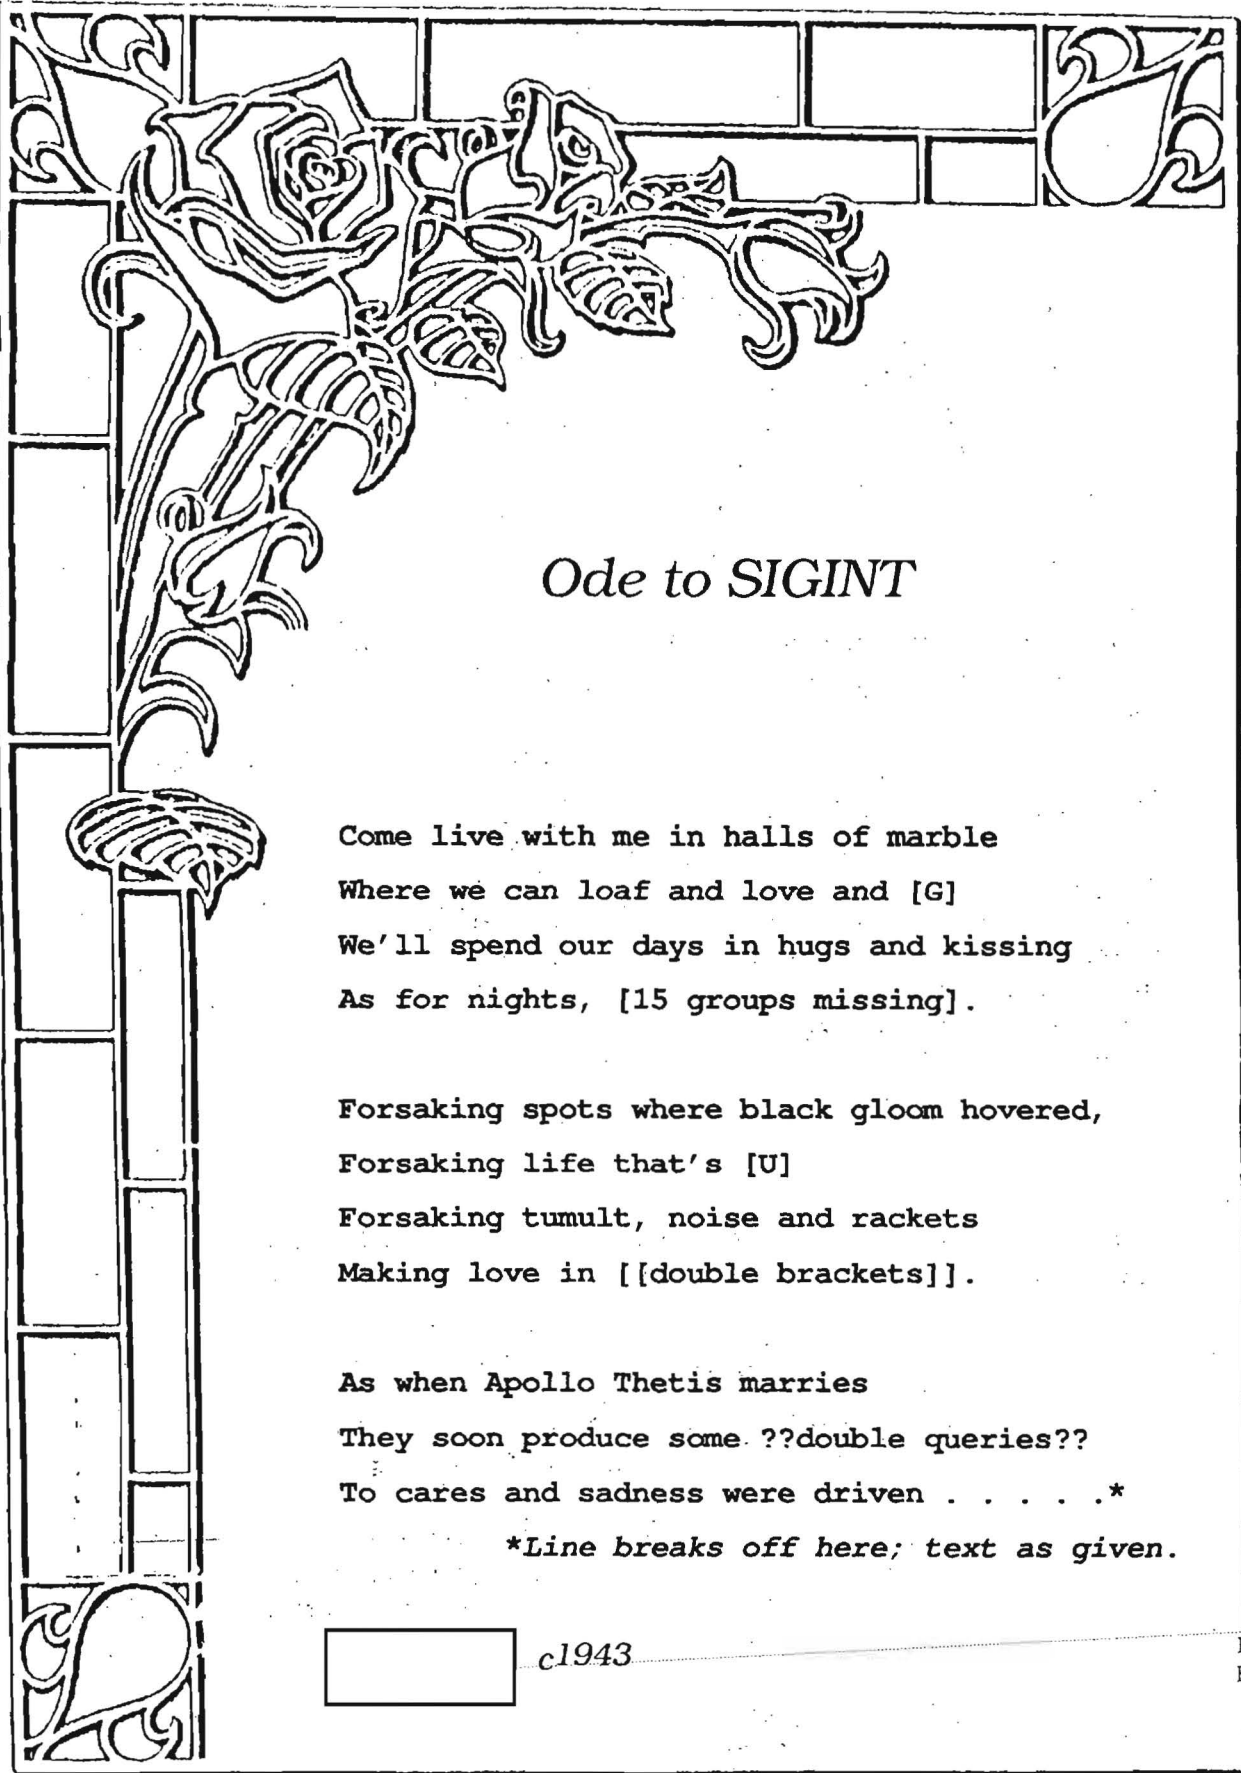 Ode to SIGINT
Come live with me in halls of marble
Where we can loaf and love and [G]
We'll spend our days in hugs and kissing
As for nights, [15 groups missing].
Forsaking spots where black gloom hovered,
Forsaking life that's [U]
Forsaking tumult, noise and rackets
Making love in [[double brackets]].
As when Apollo Thetis marries
They soon produce some ??double queries??
To cares and sadness were driven . . . . .*
*Line breaks off here; text as given.
c1943